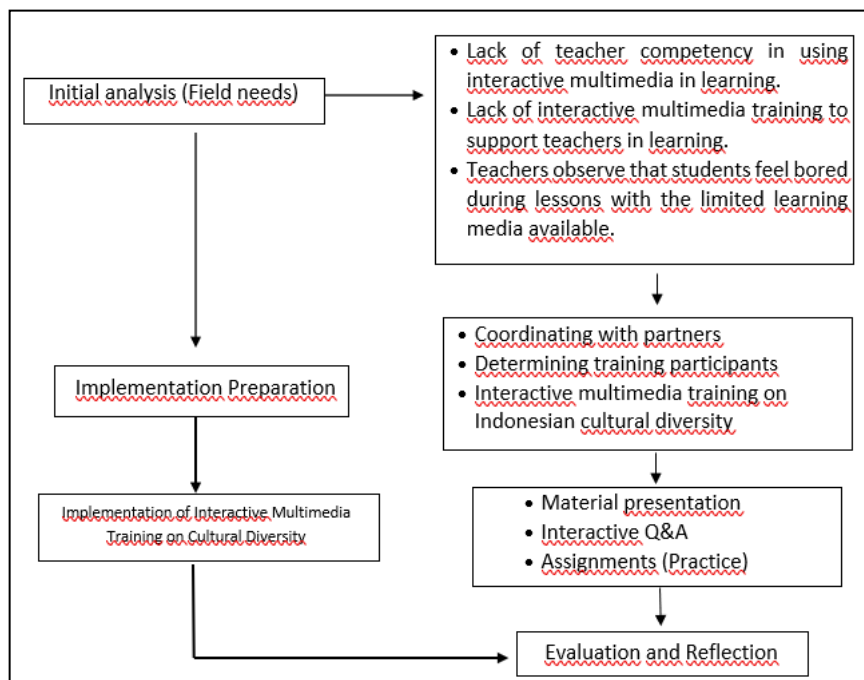 Initial analysis (Field needs)
• Lack of teacher competency in using
interactive multimedia in learning.
• Lack of interactive multimedia training to
support teachers in learning.
• Teachers observe that students feel bored
during lessons with the limited learning
media available.
Implementation Preparation
• Coordinating with partners
• Determining training participants
• Interactive multimedia training on
Indonesian cultural diversity
Implementation of Interactive Multimedia
Training on Cultural Diversity
• Material presentation
• Interactive Q&A
• Assignments (Practice)
Evaluation and Reflection